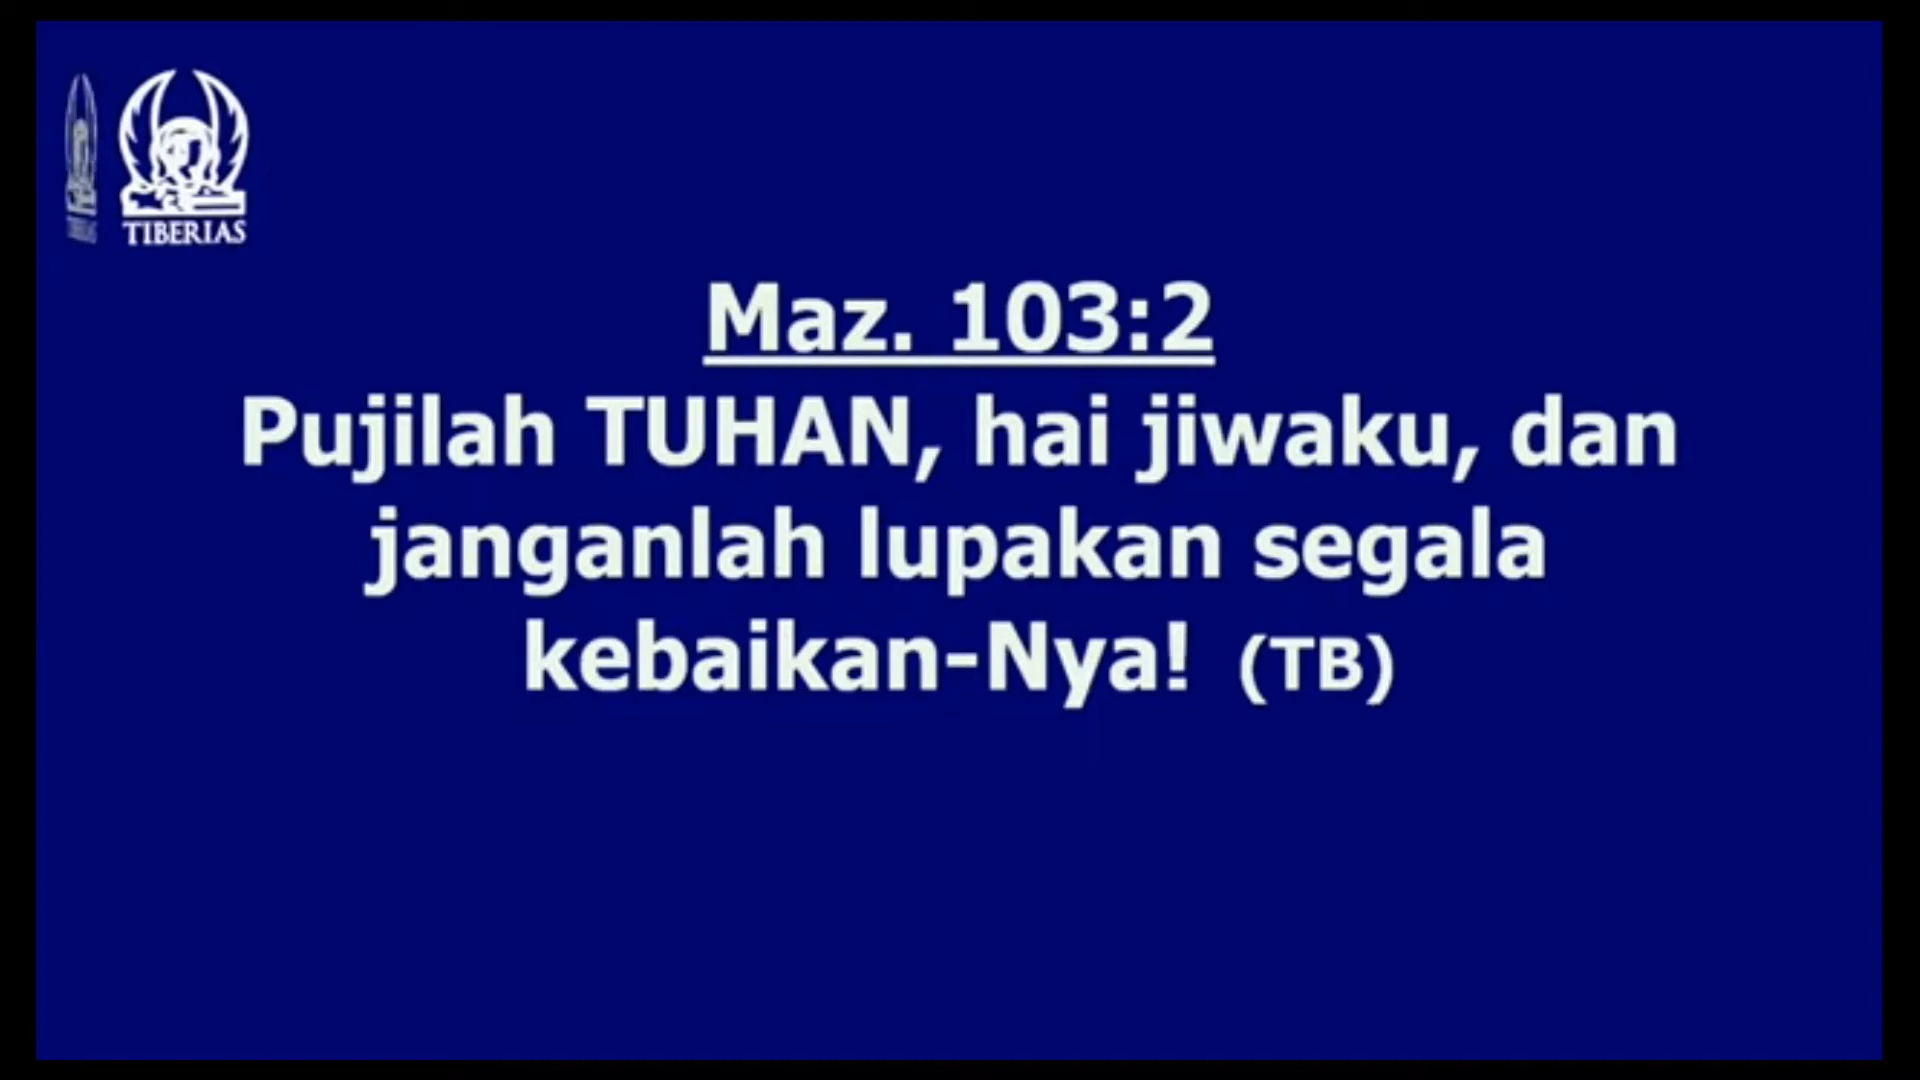 TIBERIAS
Maz. 103:2
Pujilah TUHAN, hai jiwaku, dan
janganlah lupakan segala
kebaikan-Nya! (TB)